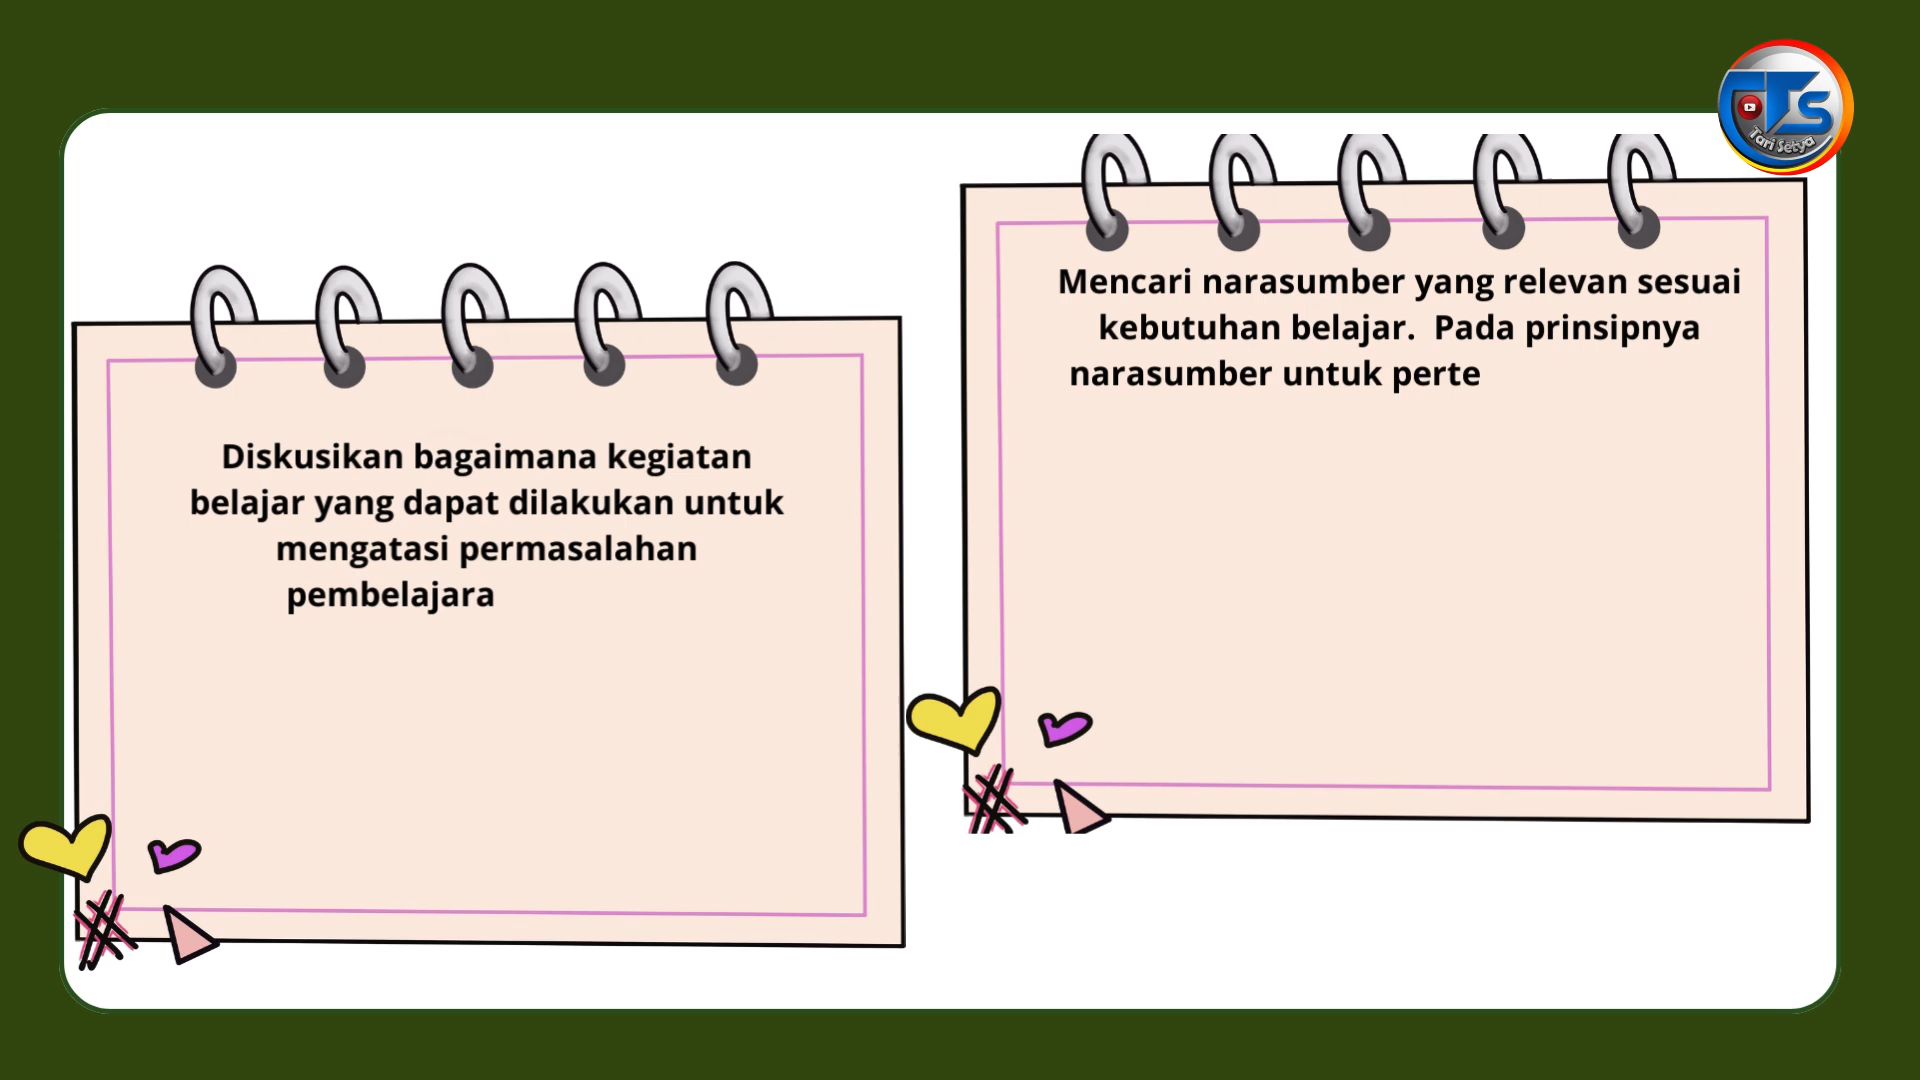 Diskusikan bagaimana kegiatan
belajar yang dapat dilakukan untuk
mengatasi permasalahan
pembelajara
Mencari narasumber yang relevan sesuai
kebutuhan belajar.  Pada prinsipnya
narasumber untuk perte
TS
Tari Setya